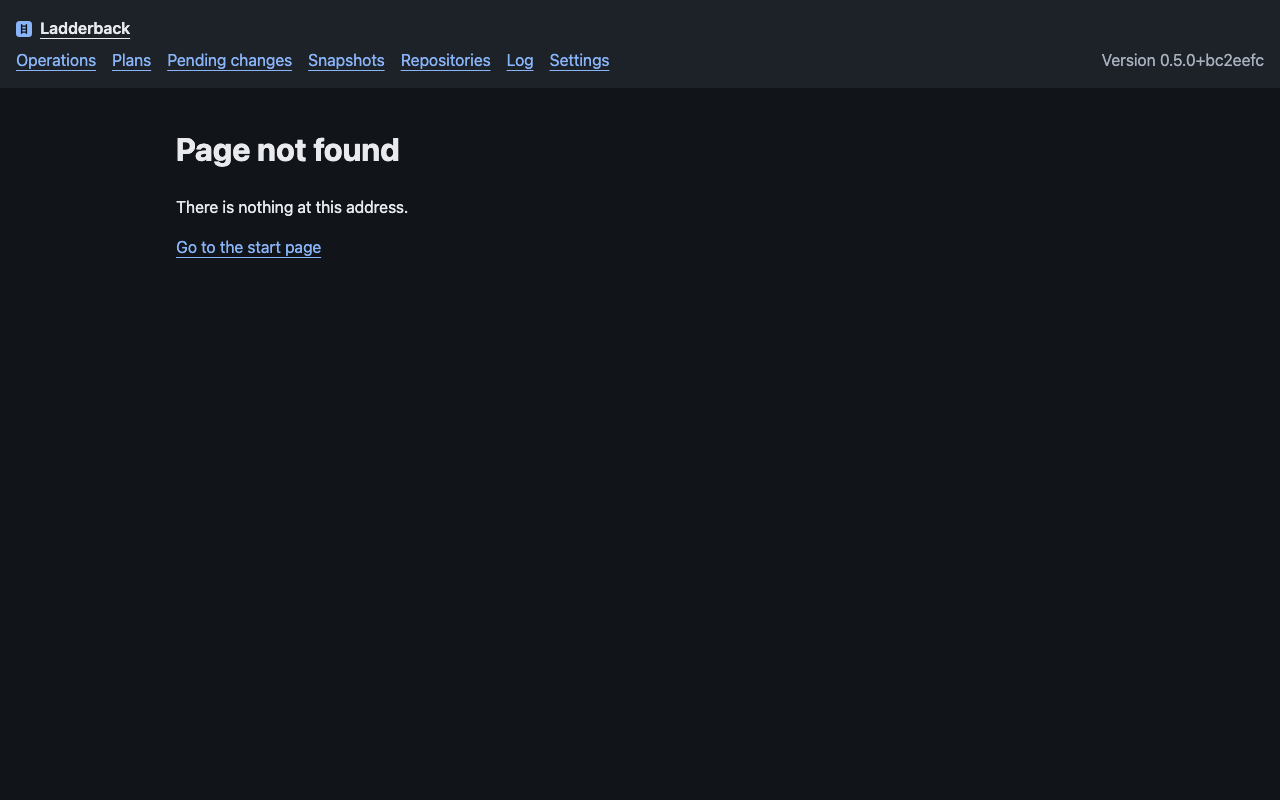 Ladderback
Operations Plans Pending changes Snapshots Repositories Log Settings Version 0.5.0+bc2eefc
Page not found
There is nothing at this address.
Go to the start page